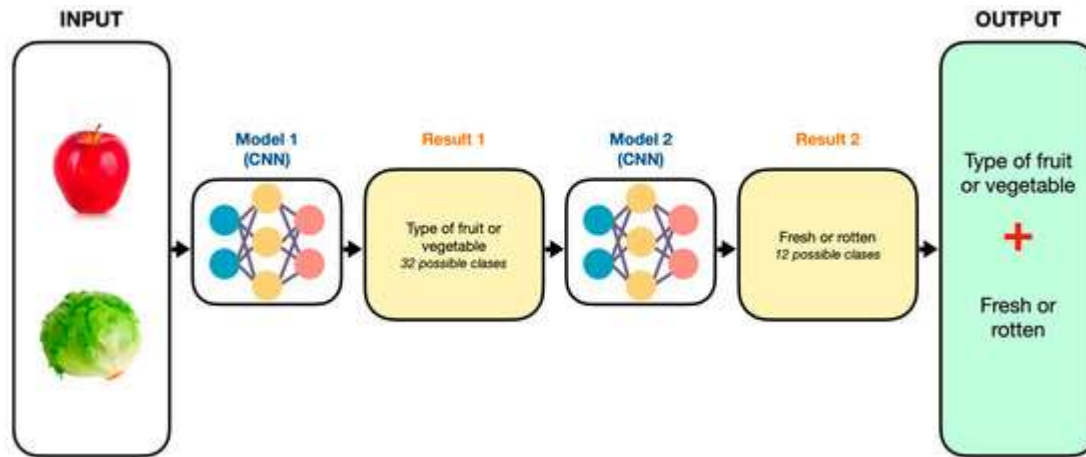 INPUT
OUTPUT
Model 1
(CNN)
Result 1
Model 2
(CNN)
Result 2
Type of fruit or
vegetable
32 possible clases
Fresh or rotten
12 possible clases
Type of fruit
or vegetable
+
Fresh or
rotten